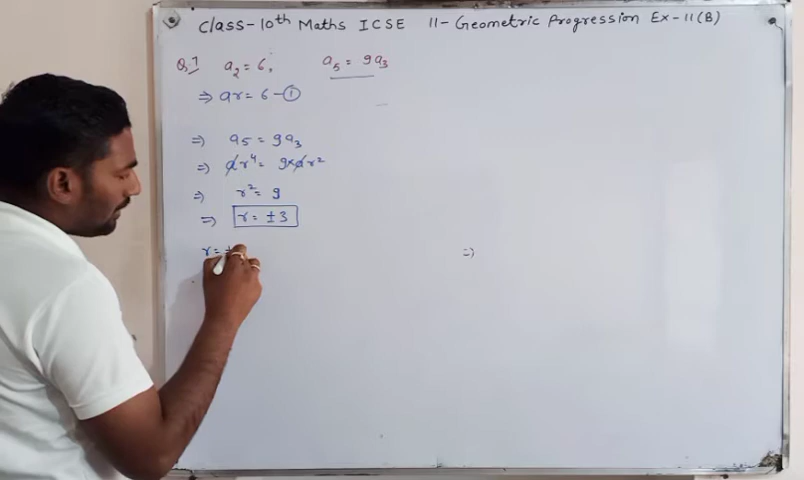 Class-10th Maths ICSE 11-Geometric Progression Ex-11(B)
Q.7 a₂ = 6, a₅ = 9a₃
⇒ ar = 6 - ①
⇒ a₅ = 9a₃
⇒ ar⁴ = 9×ar²
⇒ r² = 9
⇒ r = ±3
r = +
⇒